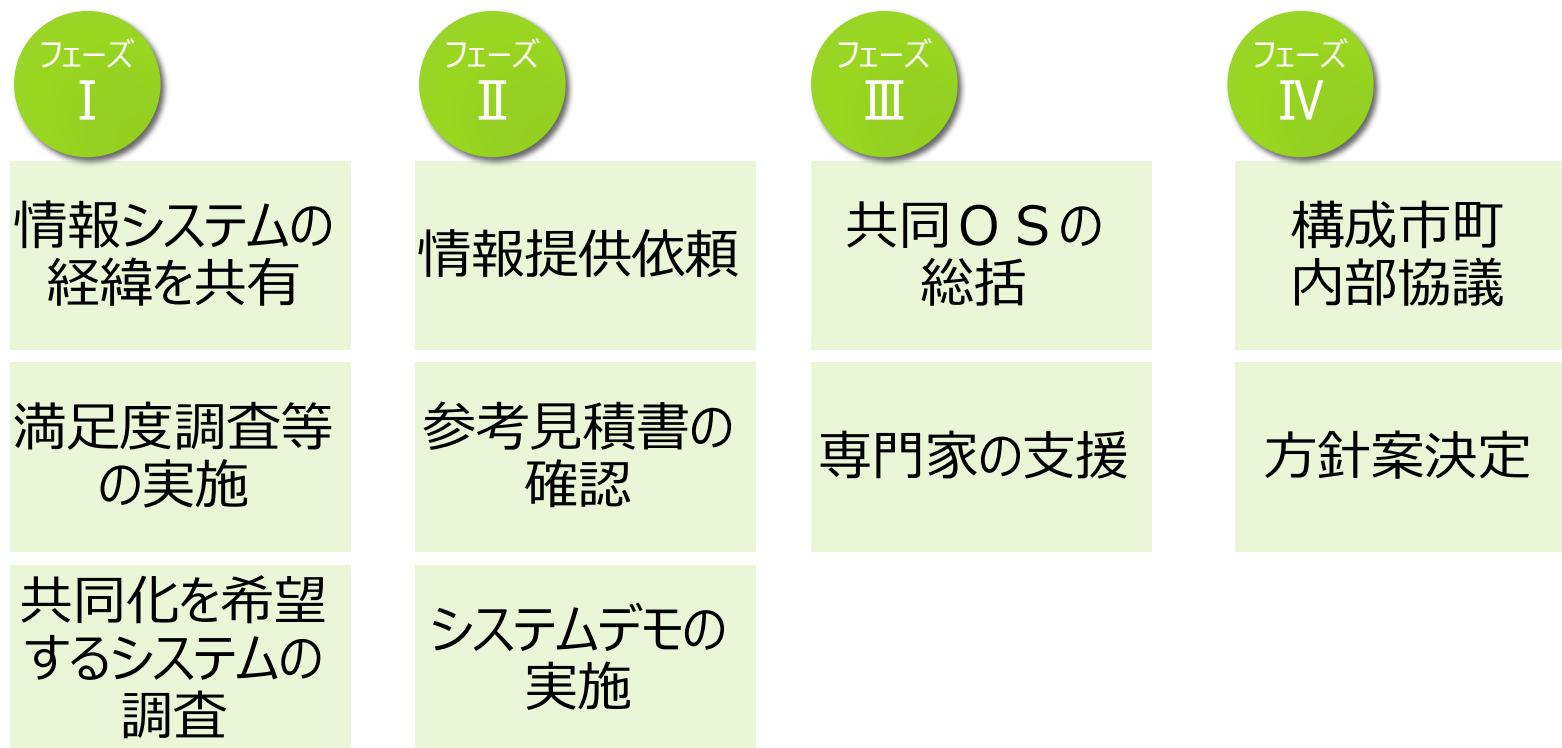 フェーズ
Ⅰ
情報システムの
経緯を共有
満足度調査等
の実施
共同化を希望
するシステムの
調査
フェーズ
Ⅱ
情報提供依頼
参考見積書の
確認
システムデモの
実施
フェーズ
Ⅲ
共同ＯＳの
総括
専門家の支援
フェーズ
Ⅳ
構成市町
内部協議
方針案決定